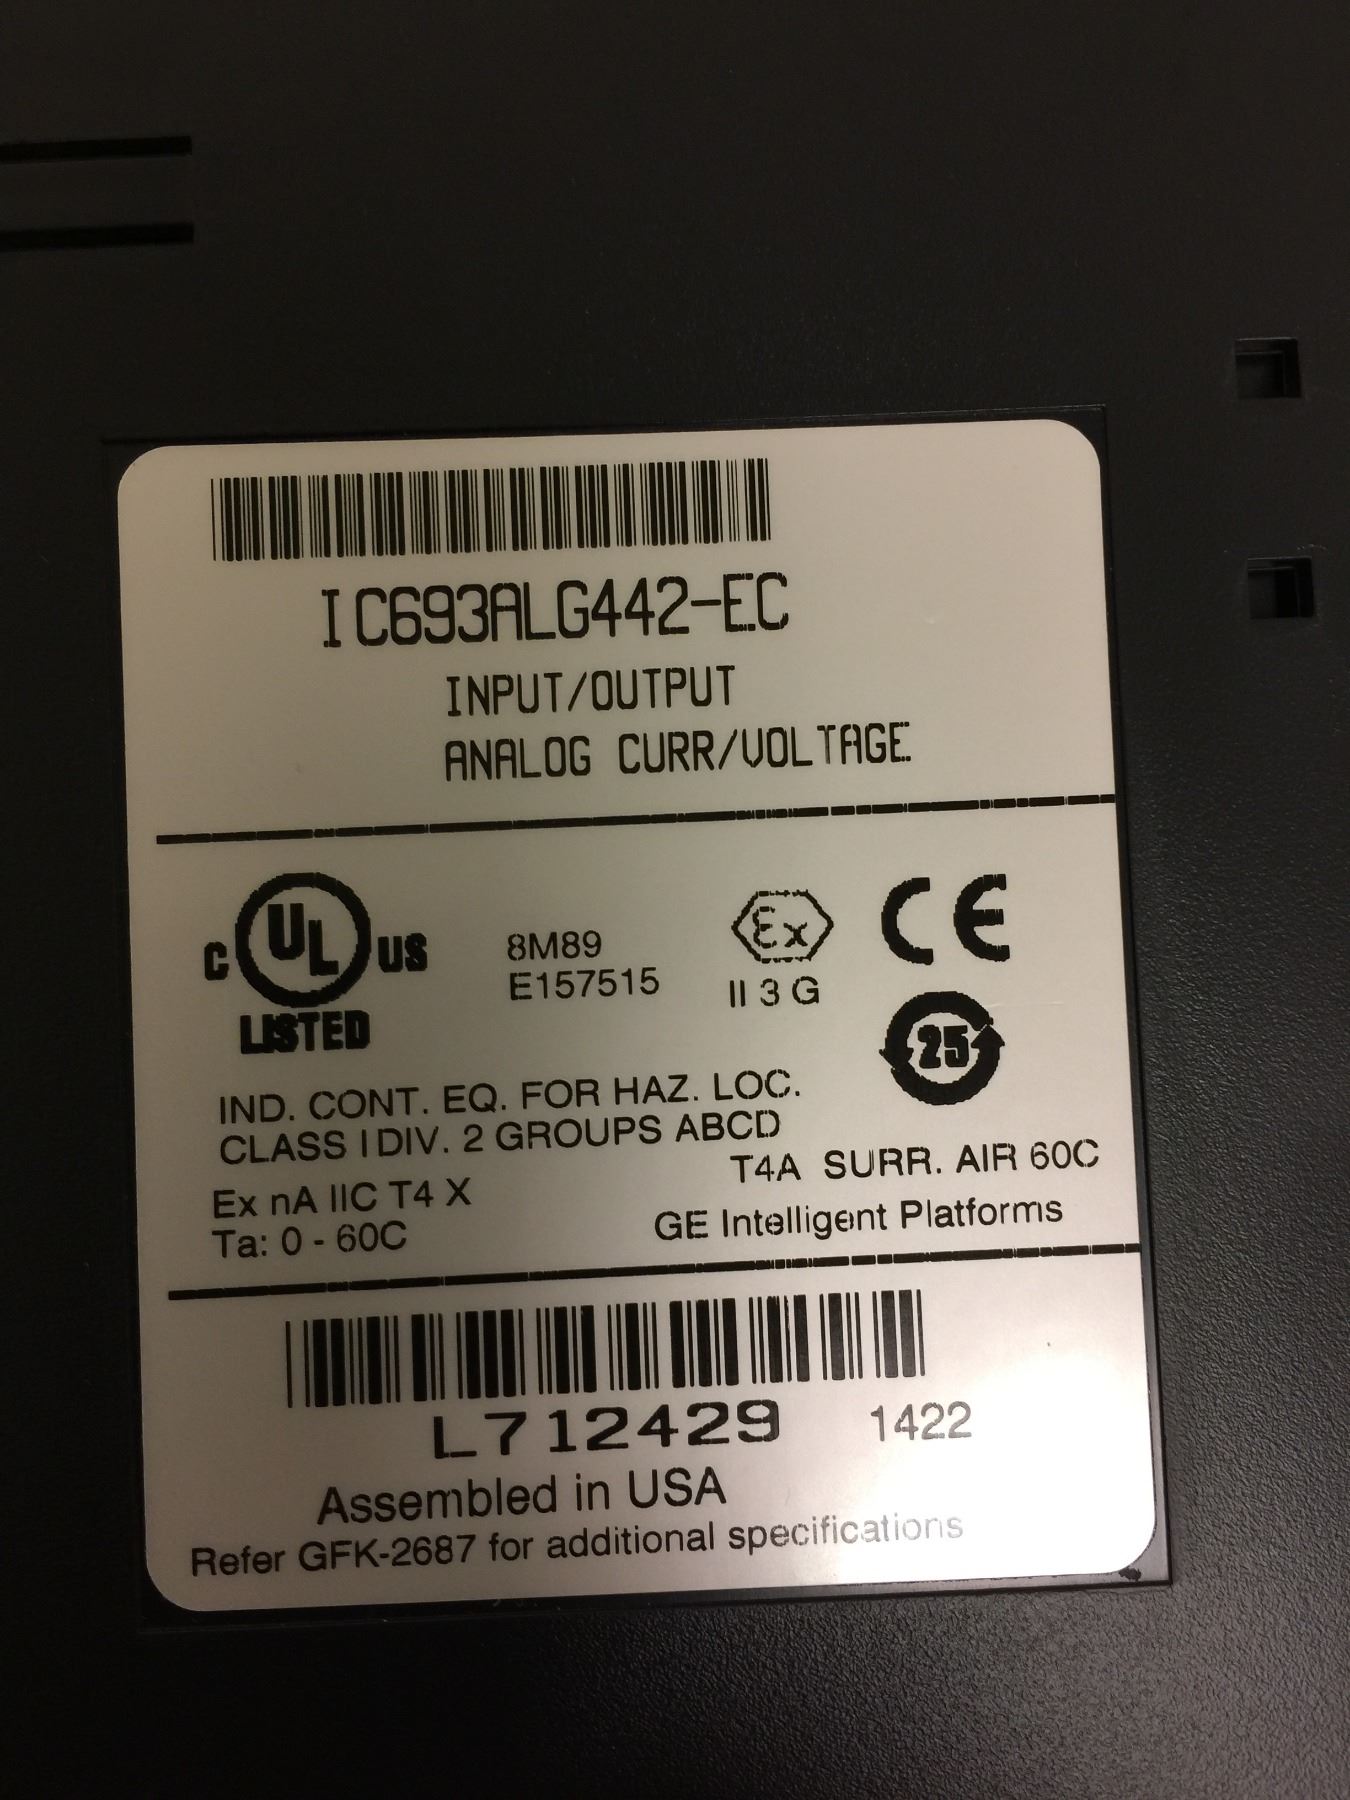 IC693ALG442-EC
INPUT/OUTPUT
ANALOG CURR/VOLTAGE
C UL US
LISTED
8M89
E157515
Ex
II 3 G
CE
25
IND. CONT. EQ. FOR HAZ. LOC.
CLASS I DIV. 2 GROUPS ABCD
T4A SURR. AIR 60C
Ex nA IIC T4 X
Ta: 0 - 60C
GE Intelligent Platforms
L712429 1422
Assembled in USA
Refer GFK-2687 for additional specifications